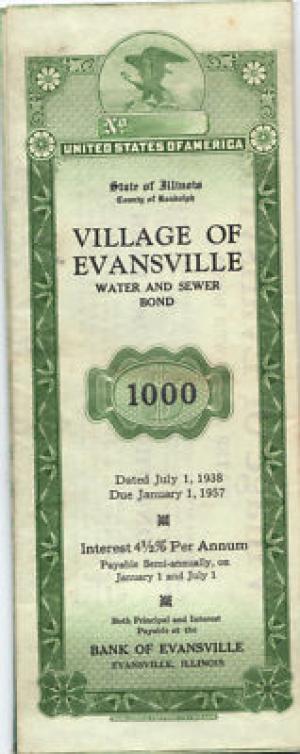 No
UNITED STATES OF AMERICA
State of Illinois
County of Randolph
VILLAGE OF
EVANSVILLE
WATER AND SEWER
BOND
1000
Dated July 1, 1938
Due January 1, 1957
Interest 4½% Per Annum
Payable Semi-annually, on
January 1 and July 1
Both Principal and Interest
Payable at the
BANK OF EVANSVILLE
EVANSVILLE, ILLINOIS